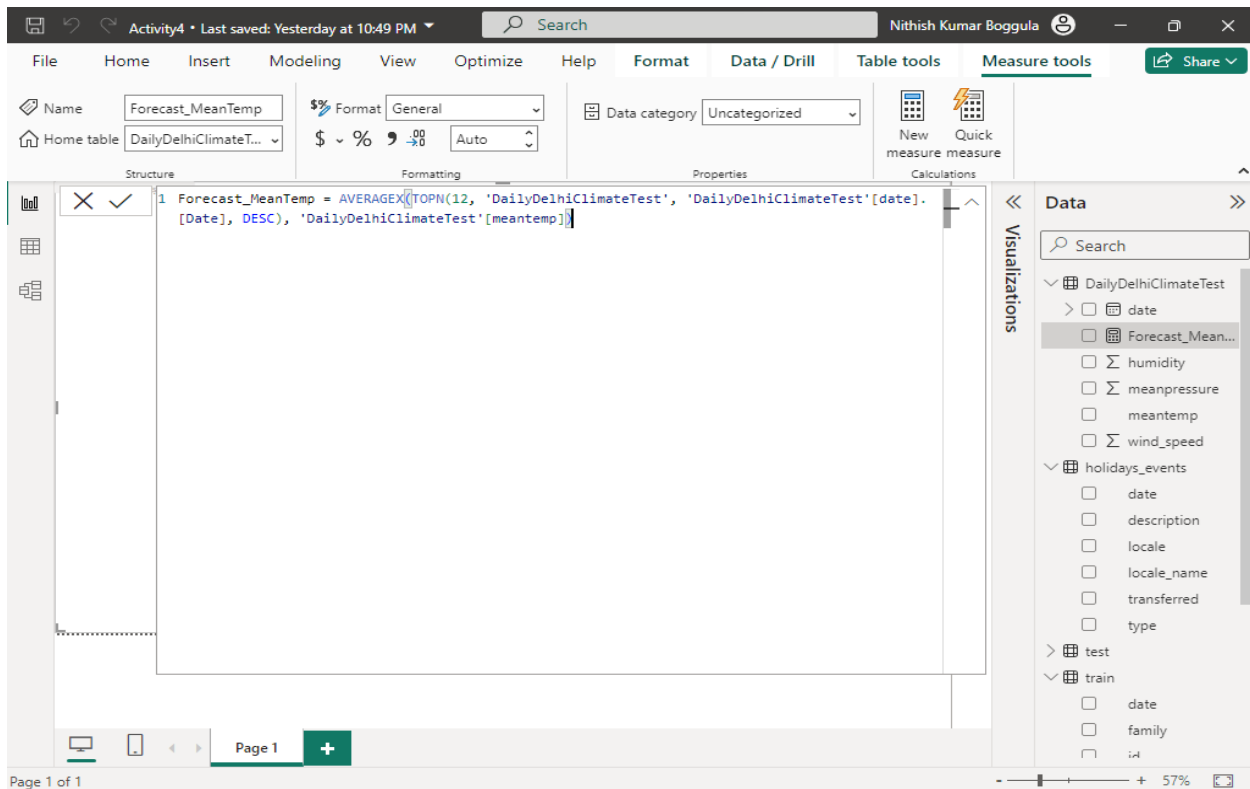 Activity4 • Last saved: Yesterday at 10:49 PM
Search
Nithish Kumar Boggula
File Home Insert Modeling View Optimize Help Format Data / Drill Table tools Measure tools Share
Name Forecast_MeanTemp
Home table DailyDelhiClimateT...
Structure
$% Format General
$ % 9 .00 Auto
Formatting
Data category Uncategorized
Properties
New measure
Quick measure
Calculations
1 Forecast_MeanTemp = AVERAGEX(TOPN(12, 'DailyDelhiClimateTest', 'DailyDelhiClimateTest'[date].
[Date], DESC), 'DailyDelhiClimateTest'[meantemp])
Visualizations
Data
Search
DailyDelhiClimateTest
date
Forecast_Mean...
humidity
meanpressure
meantemp
wind_speed
holidays_events
date
description
locale
locale_name
transferred
type
test
train
date
family
id
Page 1
Page 1 of 1
- + 57%